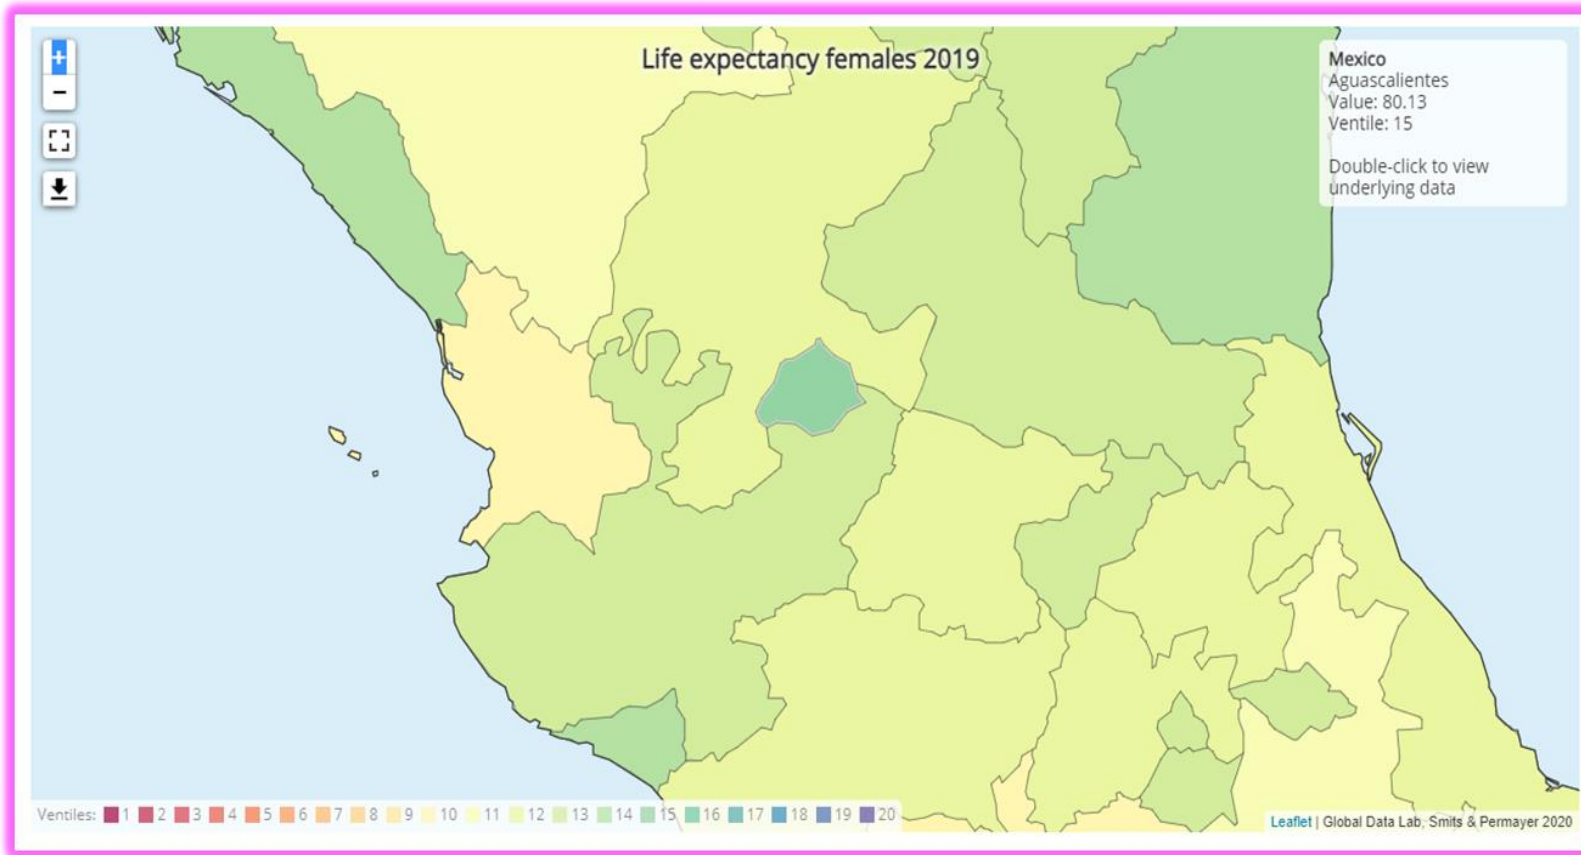 +
Life expectancy females 2019
Mexico
Aguascalientes
Value: 80.13
Ventile: 15
−
Double-click to view
underlying data
Ventiles: 1 2 3 4 5 6 7 8 9 10 11 12 13 14 15 16 17 18 19 20
Leaflet | Global Data Lab, Smits & Permayer 2020